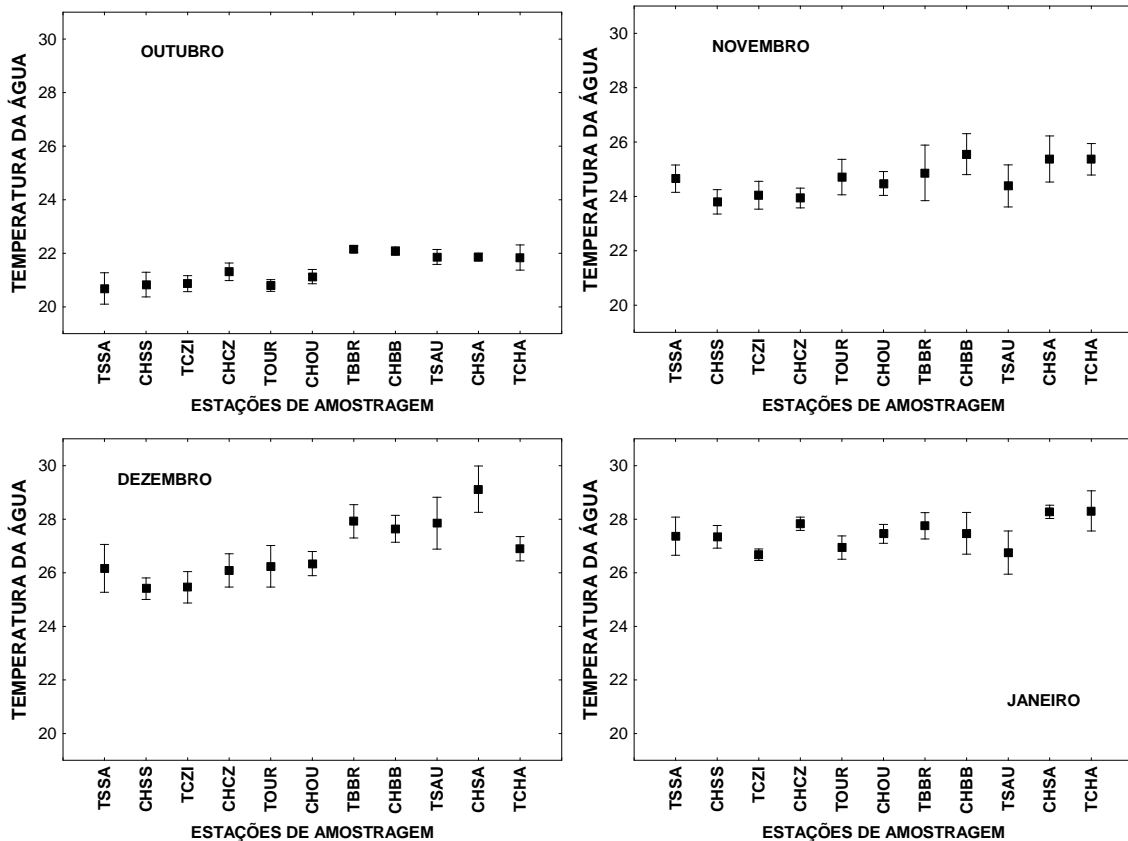 OUTUBRO
TEMPERATURA DA ÁGUA
30
28
26
24
22
20
TSSA
CHSS
TCZI
CHCZ
TOUR
CHOU
TBBR
CHBB
TSAU
CHSA
TCHA
ESTAÇÕES DE AMOSTRAGEM
NOVEMBRO
TEMPERATURA DA ÁGUA
30
28
26
24
22
20
TSSA
CHSS
TCZI
CHCZ
TOUR
CHOU
TBBR
CHBB
TSAU
CHSA
TCHA
ESTAÇÕES DE AMOSTRAGEM
DEZEMBRO
TEMPERATURA DA ÁGUA
30
28
26
24
22
20
TSSA
CHSS
TCZI
CHCZ
TOUR
CHOU
TBBR
CHBB
TSAU
CHSA
TCHA
ESTAÇÕES DE AMOSTRAGEM
JANEIRO
TEMPERATURA DA ÁGUA
30
28
26
24
22
20
TSSA
CHSS
TCZI
CHCZ
TOUR
CHOU
TBBR
CHBB
TSAU
CHSA
TCHA
ESTAÇÕES DE AMOSTRAGEM